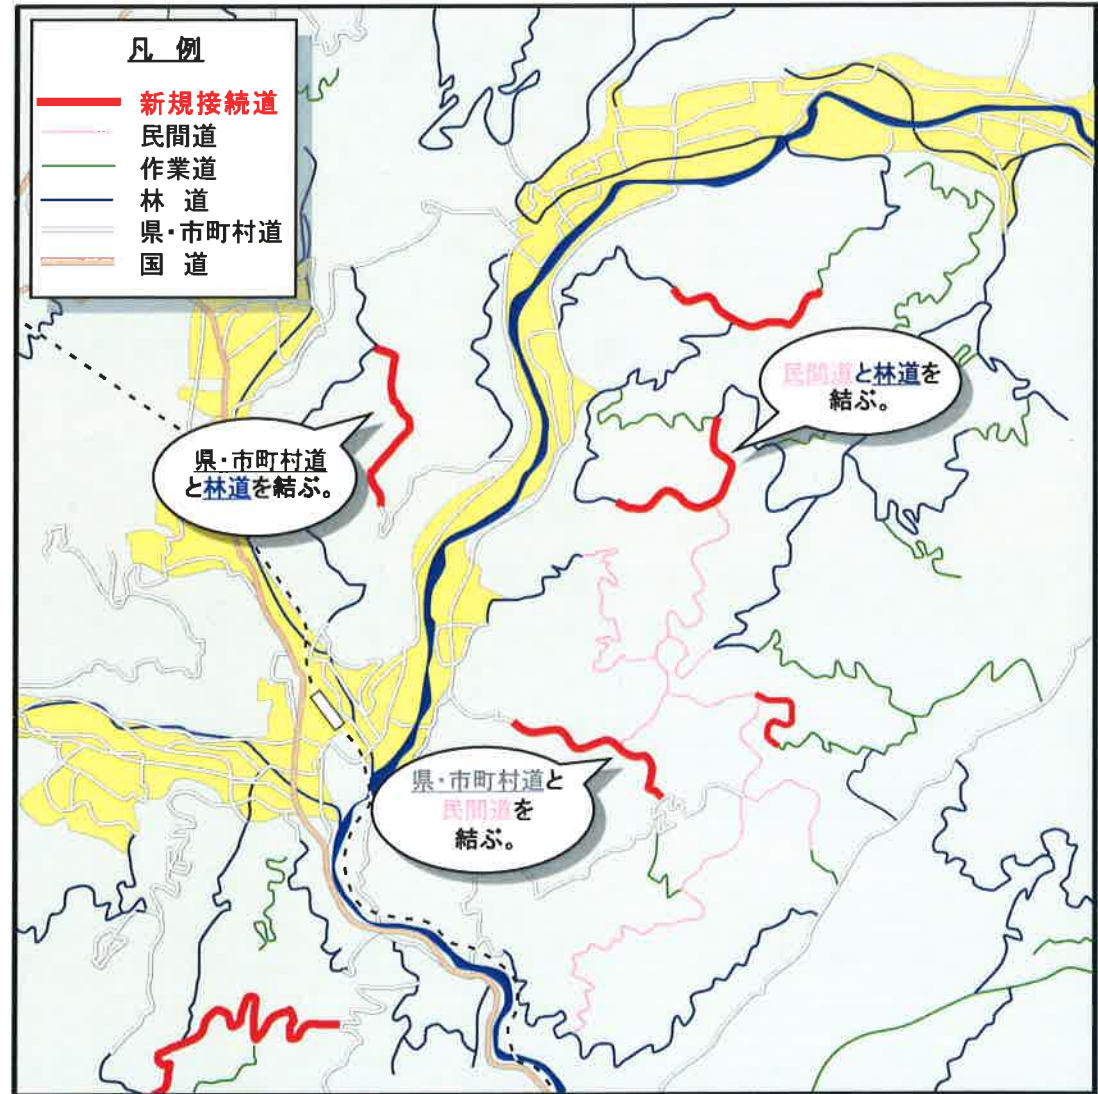 凡 例
新規接続道
民間道
作業道
林 道
県・市町村道
国 道
民間道と林道を
結ぶ。
県・市町村道
と林道を結ぶ。
県・市町村道と
民間道を
結ぶ。